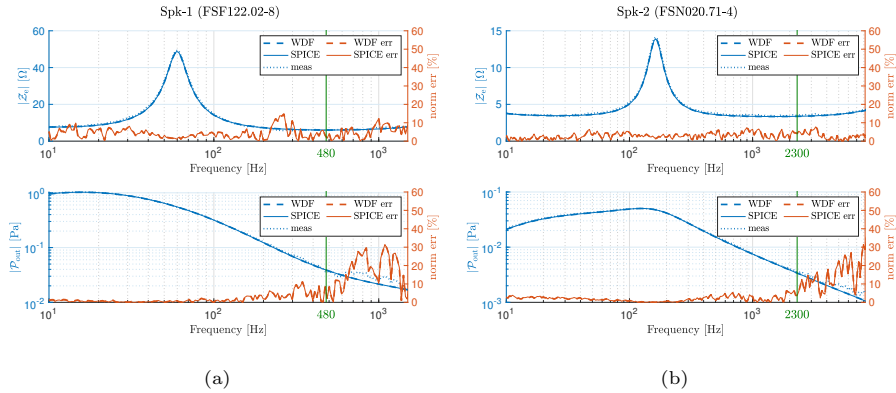 Spk-1 (FSF122.02-8)
60
40
20
0
|Z_e| [Ω]
WDF
SPICE
meas
WDF err
SPICE err
60
50
40
30
20
10
0
norm err [%]
10^1
10^2
480
10^3
Frequency [Hz]
Spk-2 (FSN020.71-4)
15
10
5
0
|Z_e| [Ω]
WDF
SPICE
meas
WDF err
SPICE err
60
50
40
30
20
10
0
norm err [%]
10^1
10^2
10^3
2300
Frequency [Hz]
10^0
10^-1
10^-2
|P_out| [Pa]
WDF
SPICE
meas
WDF err
SPICE err
60
50
40
30
20
10
0
norm err [%]
10^1
10^2
480
10^3
Frequency [Hz]
10^-1
10^-2
10^-3
|P_out| [Pa]
WDF
SPICE
meas
WDF err
SPICE err
60
50
40
30
20
10
0
norm err [%]
10^1
10^2
10^3
2300
Frequency [Hz]
(a)
(b)